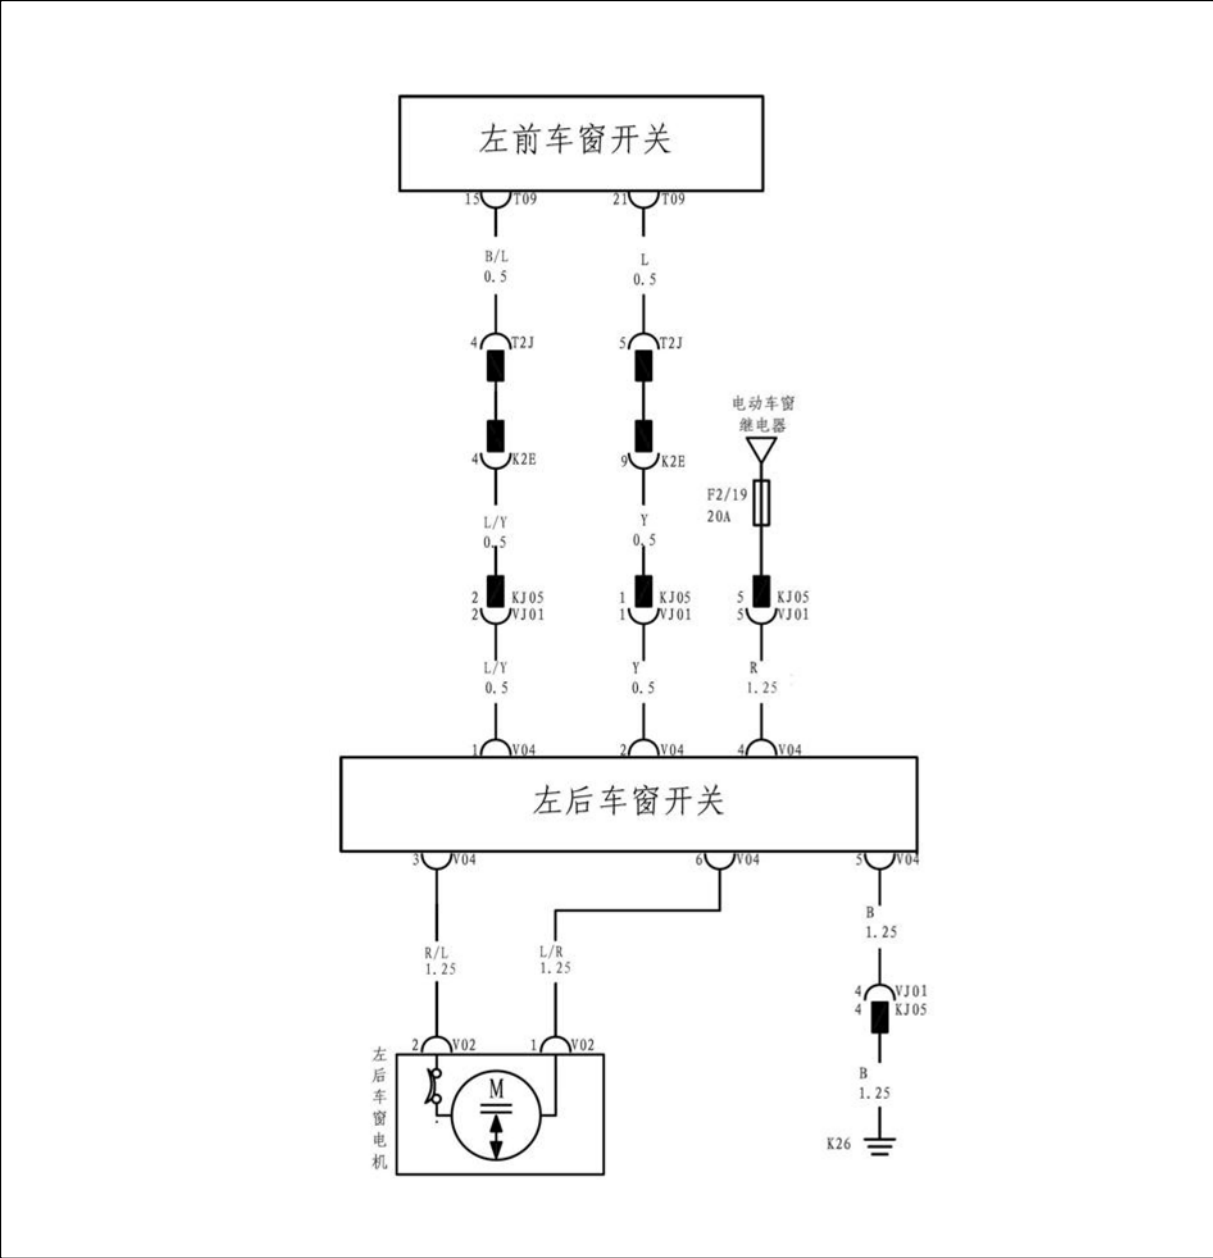 左前车窗开关
15 T09 21 T09
B/L L
0.5 0.5
4 T2J 5 T2J
电动车窗
继电器
4 K2E 9 K2E
F2/19
20A
L/Y Y
0.5 0.5
2 KJ05 1 KJ05 5 KJ05
2 VJ01 1 VJ01 5 VJ01
L/Y Y R
0.5 0.5 1.25
1 V04 2 V04 4 V04
左后车窗开关
3 V04 6 V04 5 V04
B
1.25
R/L L/R
1.25 1.25
4 VJ01
4 KJ05
2 V02 1 V02
左后车窗电机
M
B
1.25
K26